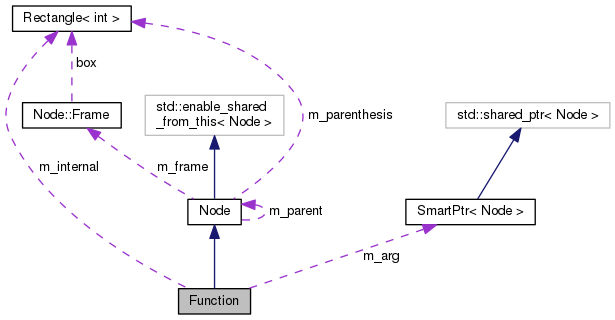 Rectangle< int >
box
Node::Frame
std::enable_shared
_from_this< Node >
m_parenthesis
std::shared_ptr< Node >
m_internal
m_frame
Node
m_parent
SmartPtr< Node >
m_arg
Function